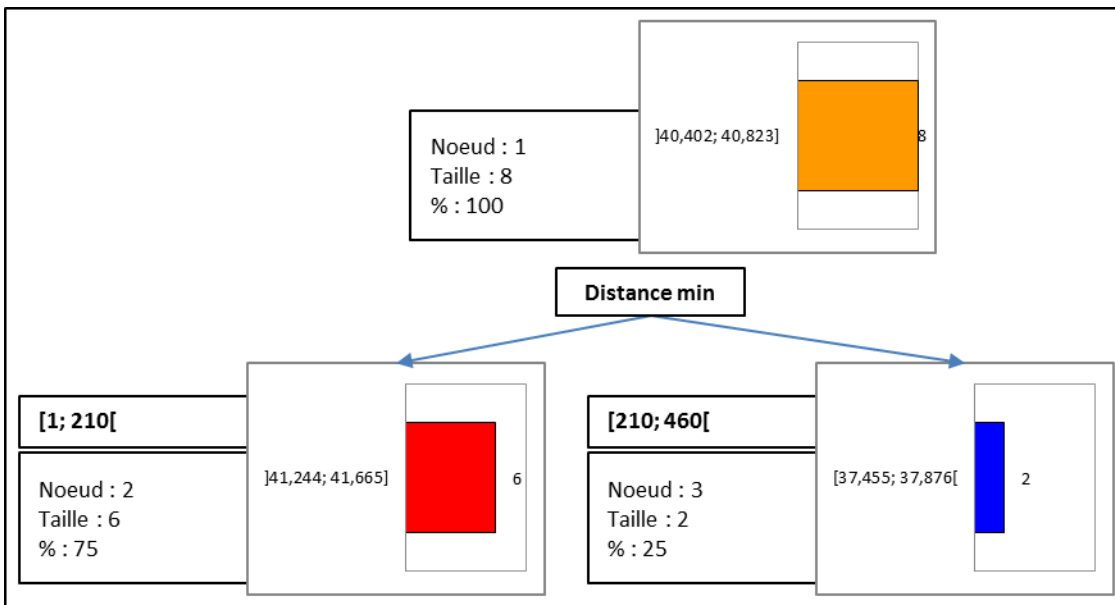 Noeud : 1
Taille : 8
% : 100
]40,402; 40,823]
8
Distance min
[1; 210[
Noeud : 2
Taille : 6
% : 75
]41,244; 41,665]
6
[210; 460[
Noeud : 3
Taille : 2
% : 25
[37,455; 37,876[
2